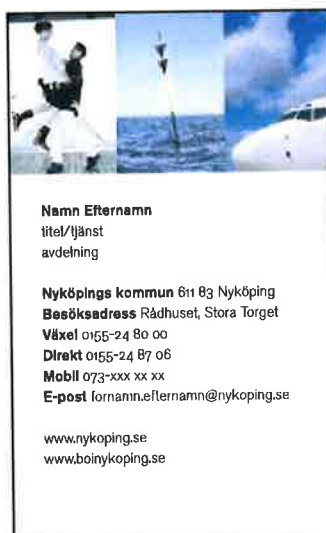 Namn Efternamn
titel/tjänst
avdelning
Nyköpings kommun 611 83 Nyköping
Besöksadress Rådhuset, Stora Torget
Växel 0155-24 80 00
Direkt 0155-24 87 06
Mobil 073-xxx xx xx
E-post fornamn.efternamn@nykoping.se
www.nykoping.se
www.boinykoping.se